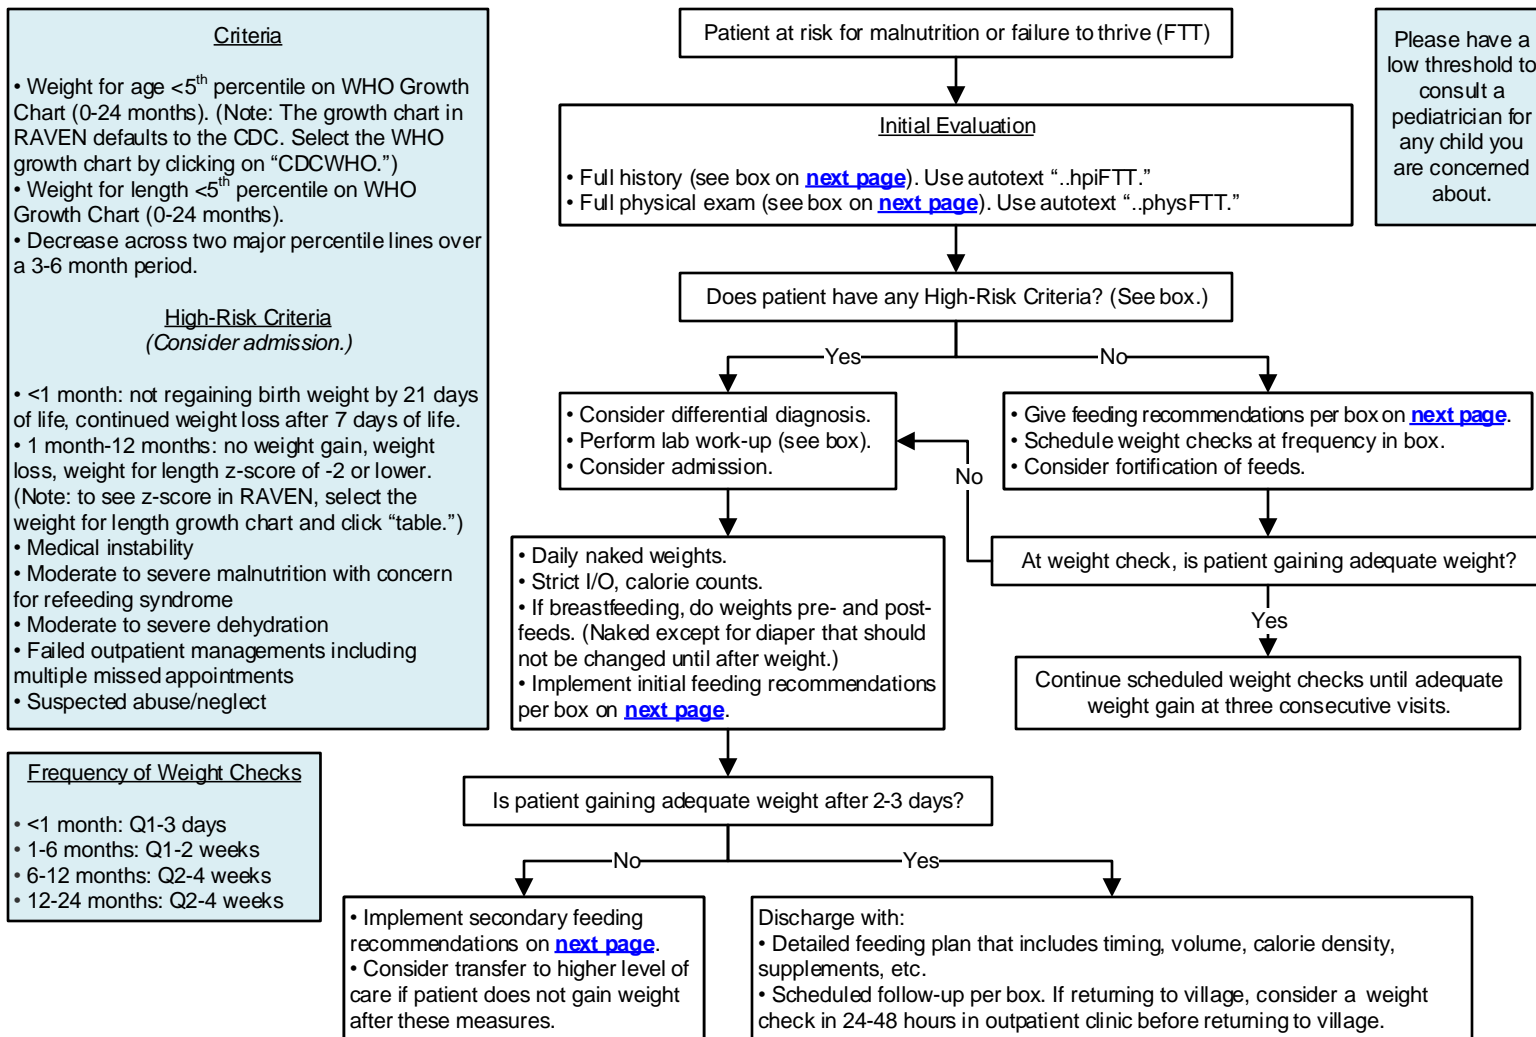 Criteria
• Weight for age <5th percentile on WHO Growth
Chart (0-24 months). (Note: The growth chart in
RAVEN defaults to the CDC. Select the WHO
growth chart by clicking on “CDCWHO.”)
• Weight for length <5th percentile on WHO
Growth Chart (0-24 months).
• Decrease across two major percentile lines over
a 3-6 month period.
High-Risk Criteria
(Consider admission.)
• <1 month: not regaining birth weight by 21 days
of life, continued weight loss after 7 days of life.
• 1 month-12 months: no weight gain, weight
loss, weight for length z-score of -2 or lower.
(Note: to see z-score in RAVEN, select the
weight for length growth chart and click “table.”)
• Medical instability
• Moderate to severe malnutrition with concern
for refeeding syndrome
• Moderate to severe dehydration
• Failed outpatient managements including
multiple missed appointments
• Suspected abuse/neglect
Frequency of Weight Checks
• <1 month: Q1-3 days
• 1-6 months: Q1-2 weeks
• 6-12 months: Q2-4 weeks
• 12-24 months: Q2-4 weeks
Patient at risk for malnutrition or failure to thrive (FTT)
Please have a
low threshold to
consult a
pediatrician for
any child you
are concerned
about.
Initial Evaluation
• Full history (see box on next page). Use autotext “..hpiFTT.”
• Full physical exam (see box on next page). Use autotext “..physFTT.”
Does patient have any High-Risk Criteria? (See box.)
Yes
No
• Consider differential diagnosis.
• Perform lab work-up (see box).
• Consider admission.
• Give feeding recommendations per box on next page.
• Schedule weight checks at frequency in box.
• Consider fortification of feeds.
No
At weight check, is patient gaining adequate weight?
Yes
Continue scheduled weight checks until adequate
weight gain at three consecutive visits.
• Daily naked weights.
• Strict I/O, calorie counts.
• If breastfeeding, do weights pre- and post-
feeds. (Naked except for diaper that should
not be changed until after weight.)
• Implement initial feeding recommendations
per box on next page.
Is patient gaining adequate weight after 2-3 days?
No
Yes
• Implement secondary feeding
recommendations on next page.
• Consider transfer to higher level of
care if patient does not gain weight
after these measures.
Discharge with:
• Detailed feeding plan that includes timing, volume, calorie density,
supplements, etc.
• Scheduled follow-up per box. If returning to village, consider a weight
check in 24-48 hours in outpatient clinic before returning to village.